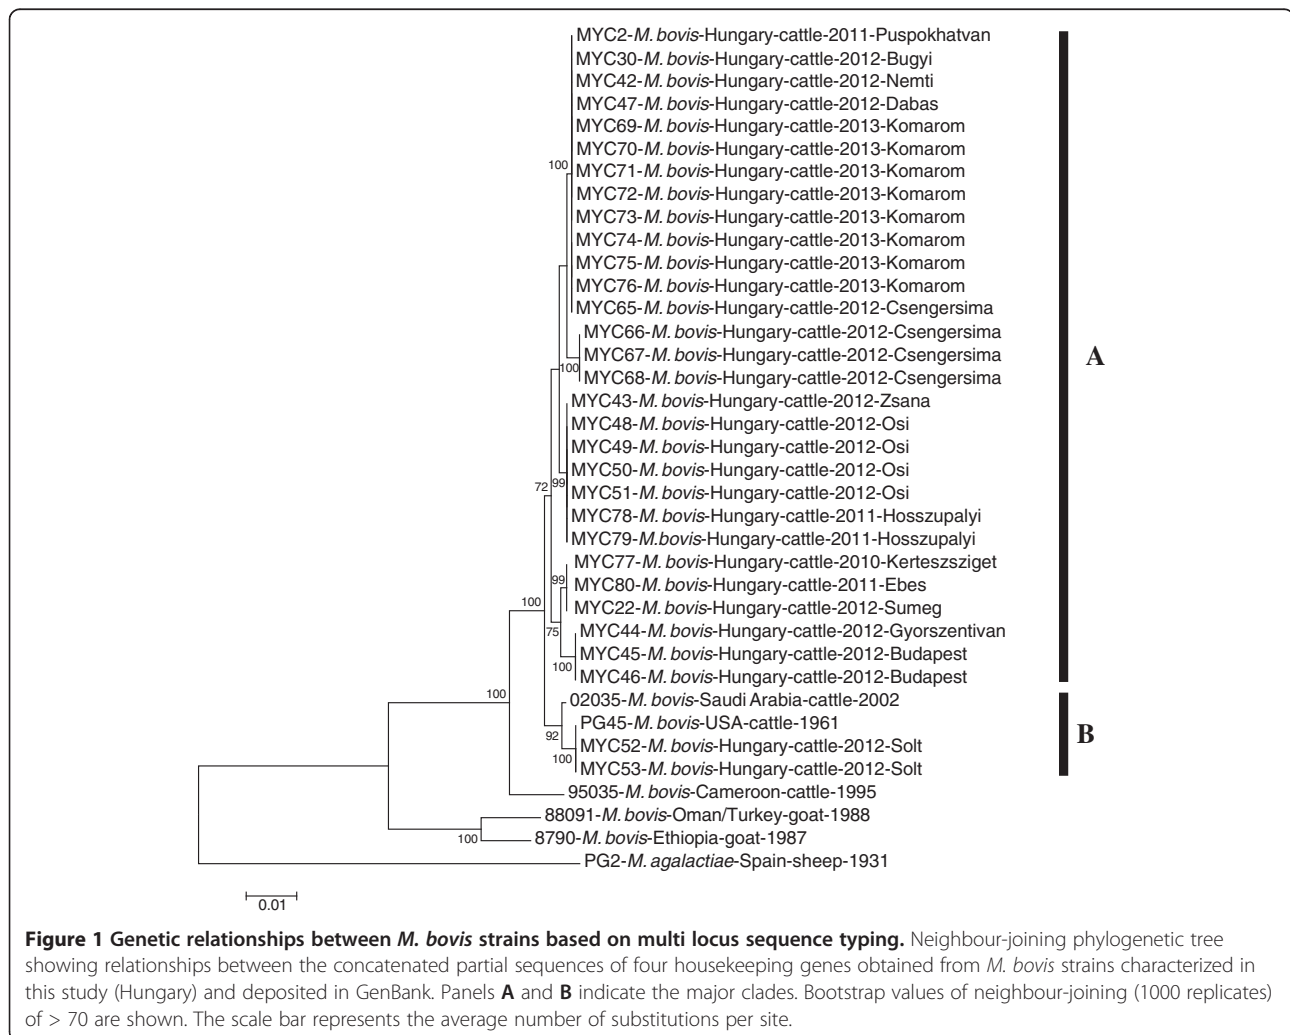 MYC2-M. bovis-Hungary-cattle-2011-Puspokhatvan
MYC30-M. bovis-Hungary-cattle-2012-Bugyi
MYC42-M. bovis-Hungary-cattle-2012-Nemti
MYC47-M. bovis-Hungary-cattle-2012-Dabas
MYC69-M. bovis-Hungary-cattle-2013-Komarom
MYC70-M. bovis-Hungary-cattle-2013-Komarom
100
MYC71-M. bovis-Hungary-cattle-2013-Komarom
MYC72-M. bovis-Hungary-cattle-2013-Komarom
MYC73-M. bovis-Hungary-cattle-2013-Komarom
MYC74-M. bovis-Hungary-cattle-2013-Komarom
MYC75-M. bovis-Hungary-cattle-2013-Komarom
MYC76-M. bovis-Hungary-cattle-2013-Komarom
MYC65-M. bovis-Hungary-cattle-2012-Csengersima
MYC66-M. bovis-Hungary-cattle-2012-Csengersima
MYC67-M. bovis-Hungary-cattle-2012-Csengersima
A
100
MYC68-M. bovis-Hungary-cattle-2012-Csengersima
MYC43-M. bovis-Hungary-cattle-2012-Zsana
MYC48-M. bovis-Hungary-cattle-2012-Osi
MYC49-M. bovis-Hungary-cattle-2012-Osi
MYC50-M. bovis-Hungary-cattle-2012-Osi
72
99
MYC51-M. bovis-Hungary-cattle-2012-Osi
MYC78-M. bovis-Hungary-cattle-2011-Hosszupalyi
MYC79-M.bovis-Hungary-cattle-2011-Hosszupalyi
MYC77-M. bovis-Hungary-cattle-2010-Kerteszsziget
99
MYC80-M. bovis-Hungary-cattle-2011-Ebes
100
MYC22-M. bovis-Hungary-cattle-2012-Sumeg
75
MYC44-M. bovis-Hungary-cattle-2012-Gyorszentivan
MYC45-M. bovis-Hungary-cattle-2012-Budapest
100
MYC46-M. bovis-Hungary-cattle-2012-Budapest
100
02035-M. bovis-Saudi Arabia-cattle-2002
PG45-M. bovis-USA-cattle-1961
92
B
MYC52-M. bovis-Hungary-cattle-2012-Solt
100
MYC53-M. bovis-Hungary-cattle-2012-Solt
95035-M. bovis-Cameroon-cattle-1995
88091-M. bovis-Oman/Turkey-goat-1988
100
8790-M. bovis-Ethiopia-goat-1987
PG2-M. agalactiae-Spain-sheep-1931
0.01
Figure 1 Genetic relationships between M. bovis strains based on multi locus sequence typing. Neighbour-joining phylogenetic tree
showing relationships between the concatenated partial sequences of four housekeeping genes obtained from M. bovis strains characterized in
this study (Hungary) and deposited in GenBank. Panels A and B indicate the major clades. Bootstrap values of neighbour-joining (1000 replicates)
of > 70 are shown. The scale bar represents the average number of substitutions per site.